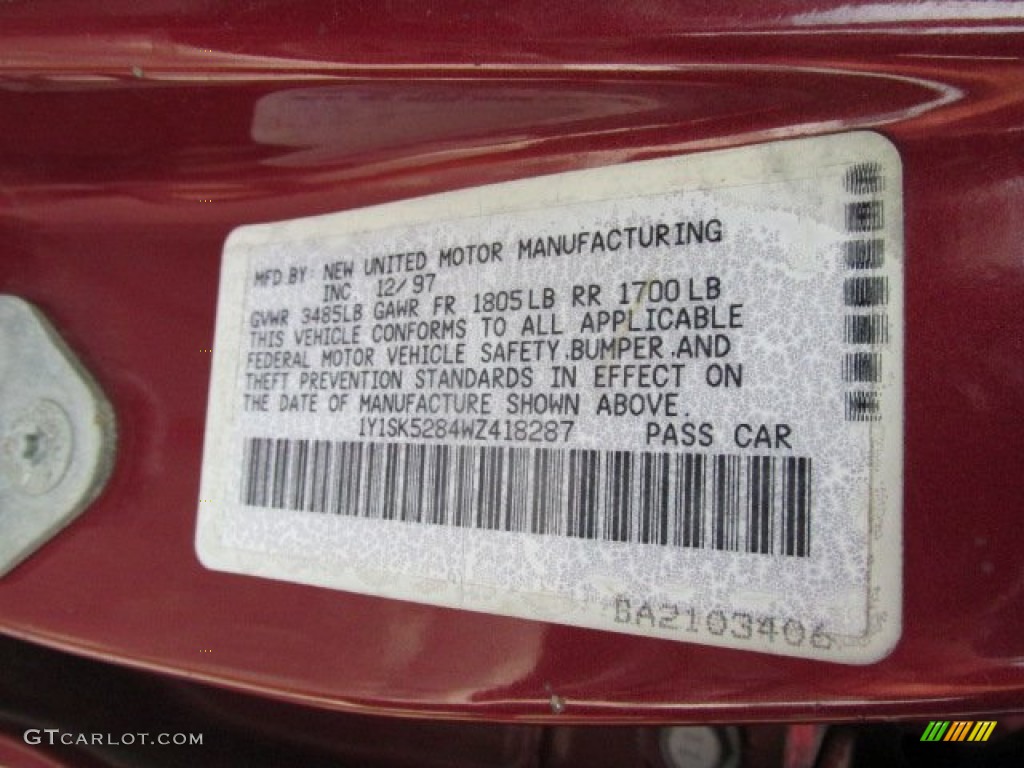 MFD BY: NEW UNITED MOTOR MANUFACTURING
INC. 12/97
GVWR 3485LB GAWR FR 1805LB RR 1700LB
THIS VEHICLE CONFORMS TO ALL APPLICABLE
FEDERAL MOTOR VEHICLE SAFETY.BUMPER.AND
THEFT PREVENTION STANDARDS IN EFFECT ON
THE DATE OF MANUFACTURE SHOWN ABOVE.
1Y1SK5284WZ418287 PASS CAR
BA2103406
GTCARLOT.COM